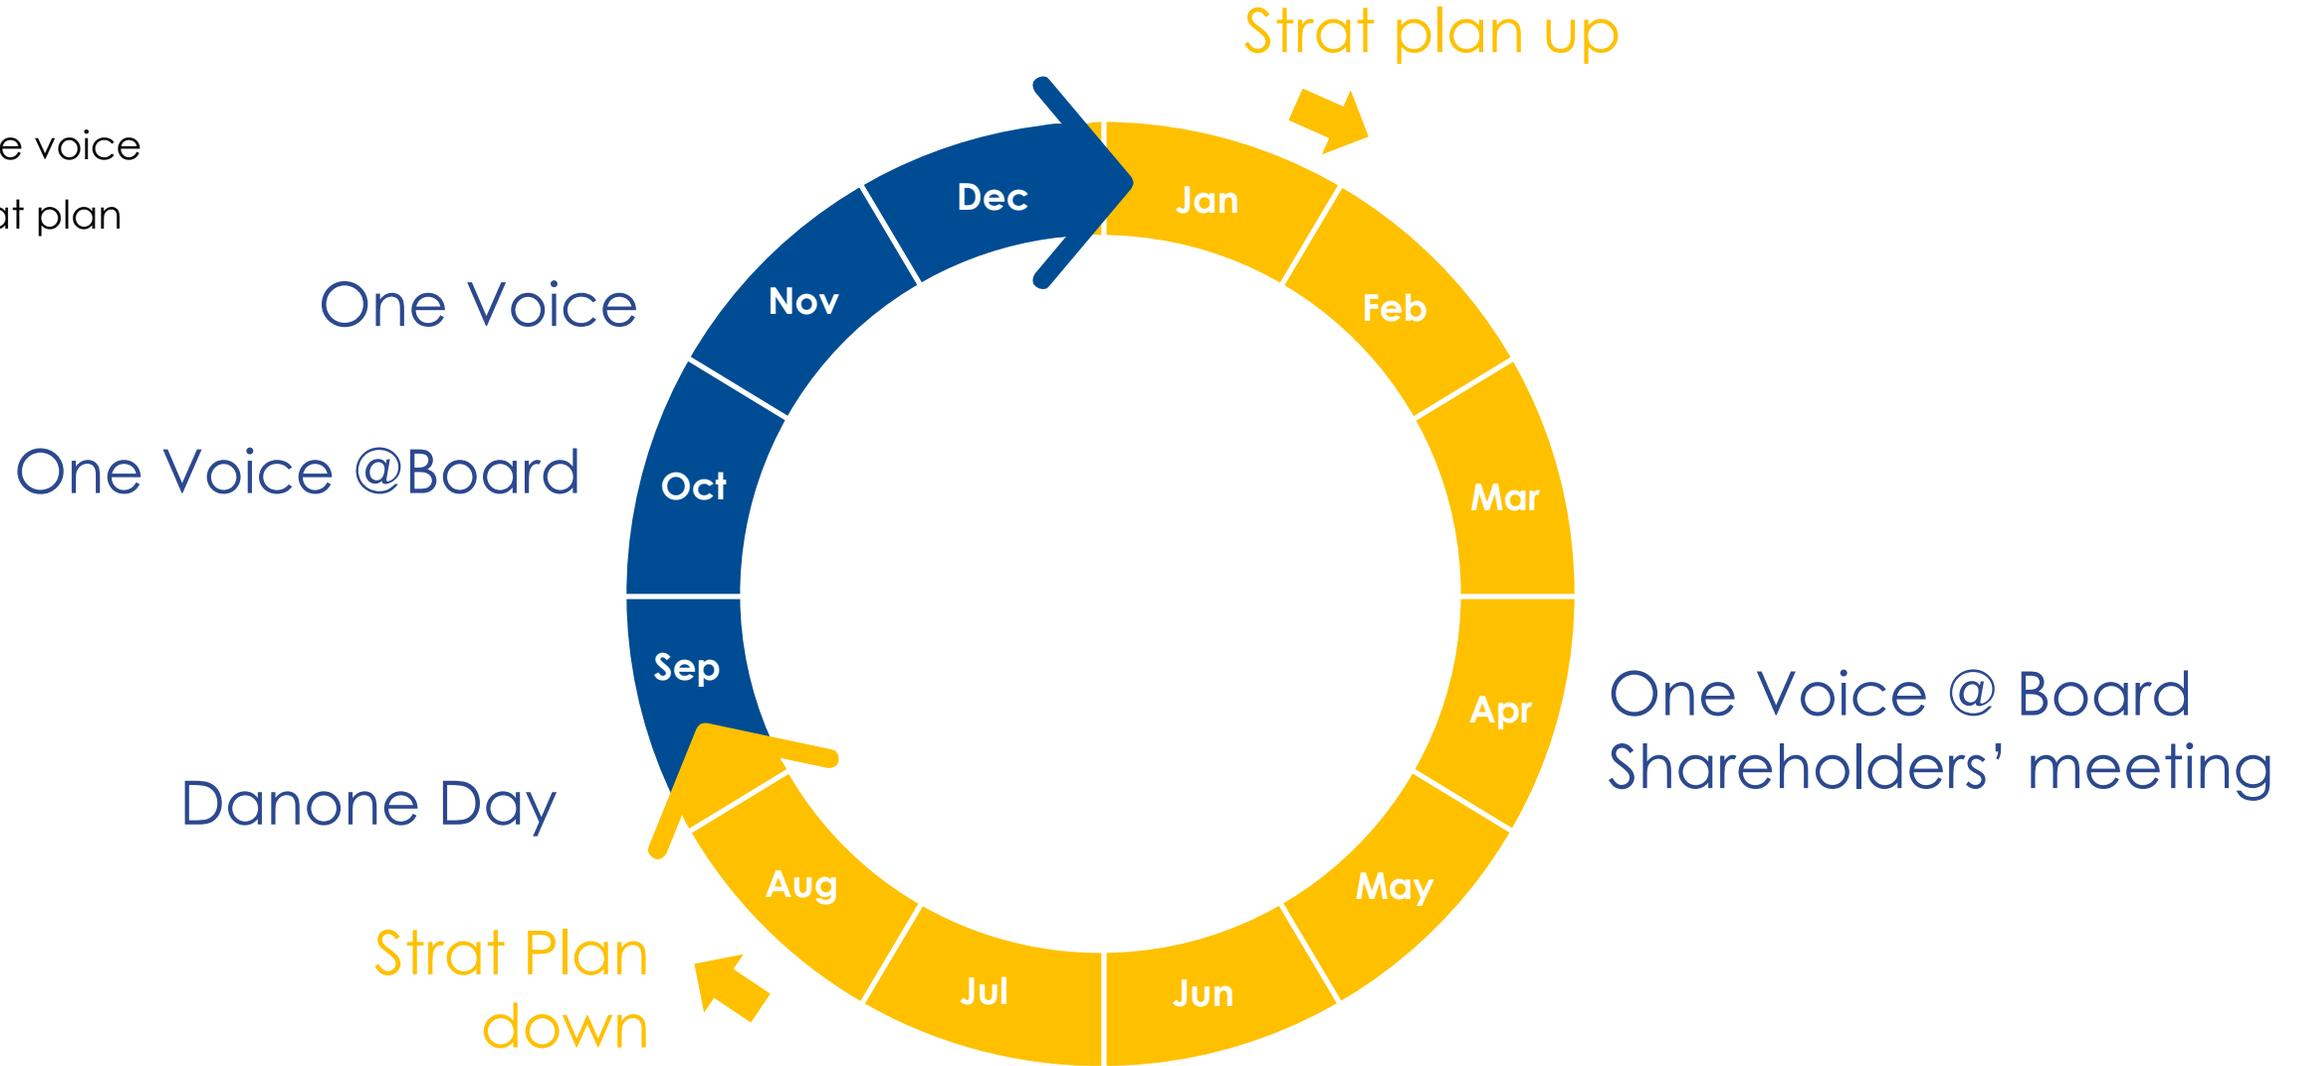 Strat plan up
e voice
at plan
Dec
Jan
One Voice
Nov
Feb
One Voice @Board
Oct
Mar
Sep
Apr
One Voice @ Board
Shareholders’ meeting
Danone Day
Aug
May
Strat Plan
down
Jul
Jun